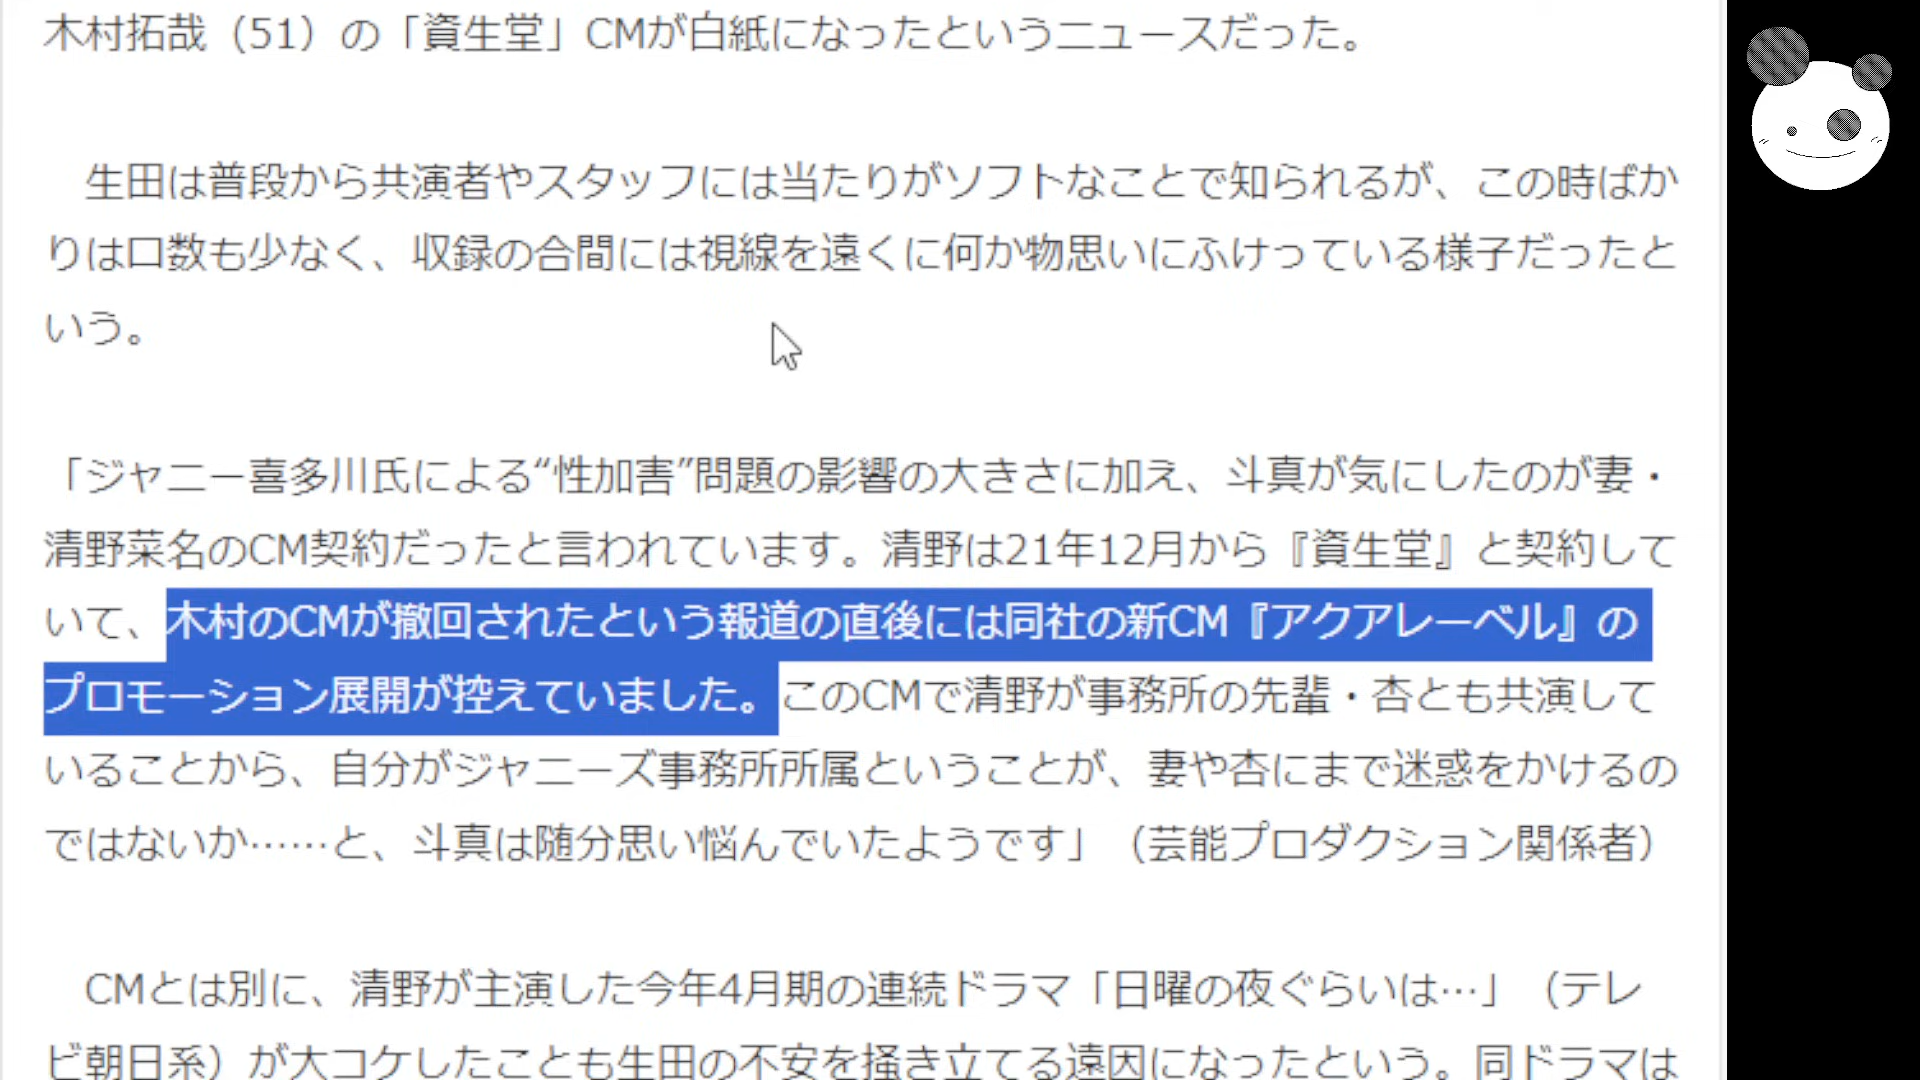 木村拓哉（51）の「資生堂」CMが白紙になったというニュースだった。
生田は普段から共演者やスタッフには当たりがソフトなことで知られるが、この時ばか
りは口数も少なく、収録の合間には視線を遠くに何か物思いにふけっている様子だったと
いう。
「ジャニー喜多川氏による“性加害”問題の影響の大きさに加え、斗真が気にしたのが妻・
清野菜名のCM契約だったと言われています。清野は21年12月から『資生堂』と契約して
いて、木村のCMが撤回されたという報道の直後には同社の新CM『アクアレーベル』の
プロモーション展開が控えていました。このCMで清野が事務所の先輩・杏とも共演して
いることから、自分がジャニーズ事務所所属ということが、妻や杏にまで迷惑をかけるの
ではないか……と、斗真は随分思い悩んでいたようです」（芸能プロダクション関係者）
CMとは別に、清野が主演した今年4月期の連続ドラマ「日曜の夜ぐらいは…」（テレ
ビ朝日系）が大コケしたことも生田の不安を掻き立てる遠因になったという。同ドラマは